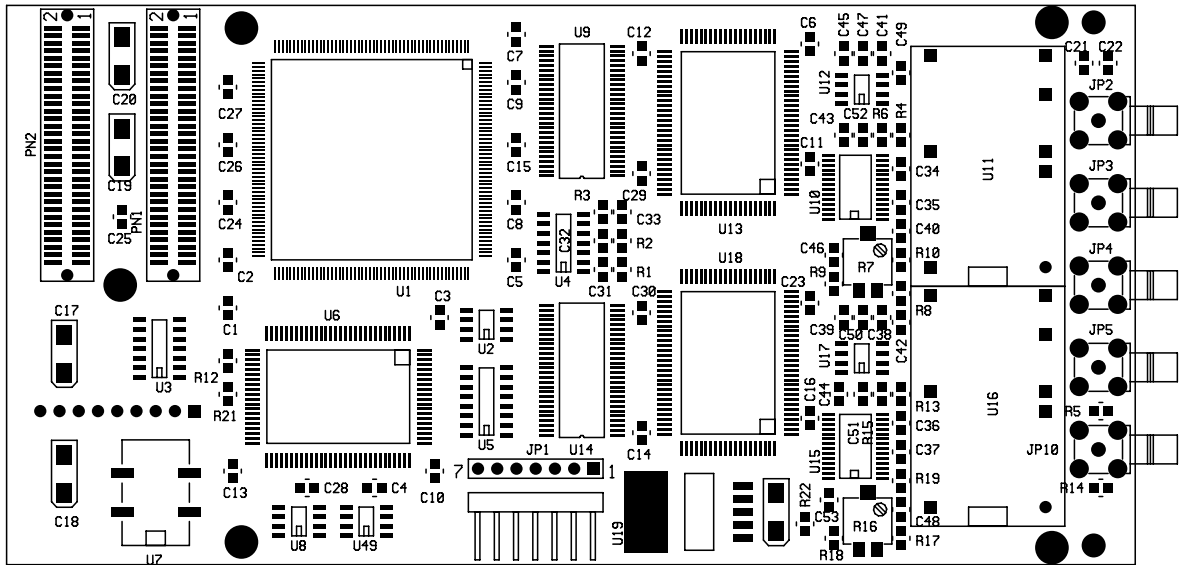 2 1
2 1
C20
C19
C25
PN2
PN1
C27
C26
C24
C2
C1
U1
C7
C9
C15
C8
C5
U9
R3
C12
C29
C33
R2
R1
C32
U4
C31
C30
C3
U2
U5
U6
C17
U3
R12
R21
C18
U7
C13
C28
C4
C10
U8
U49
7 JP1 1
U14
C14
U19
U13
U18
C6
C45
C47
C41
C49
U12
C43
C52
R6
R4
C11
U10
C34
C35
C40
R10
C46
R9
R7
C23
R8
C39
C50
C38
C42
U17
C16
C44
R13
C36
C37
R19
U15
C51
R15
R22
C53
R16
C48
R17
R18
U11
U16
C21
C22
JP2
JP3
JP4
JP5
R5
JP10
R14